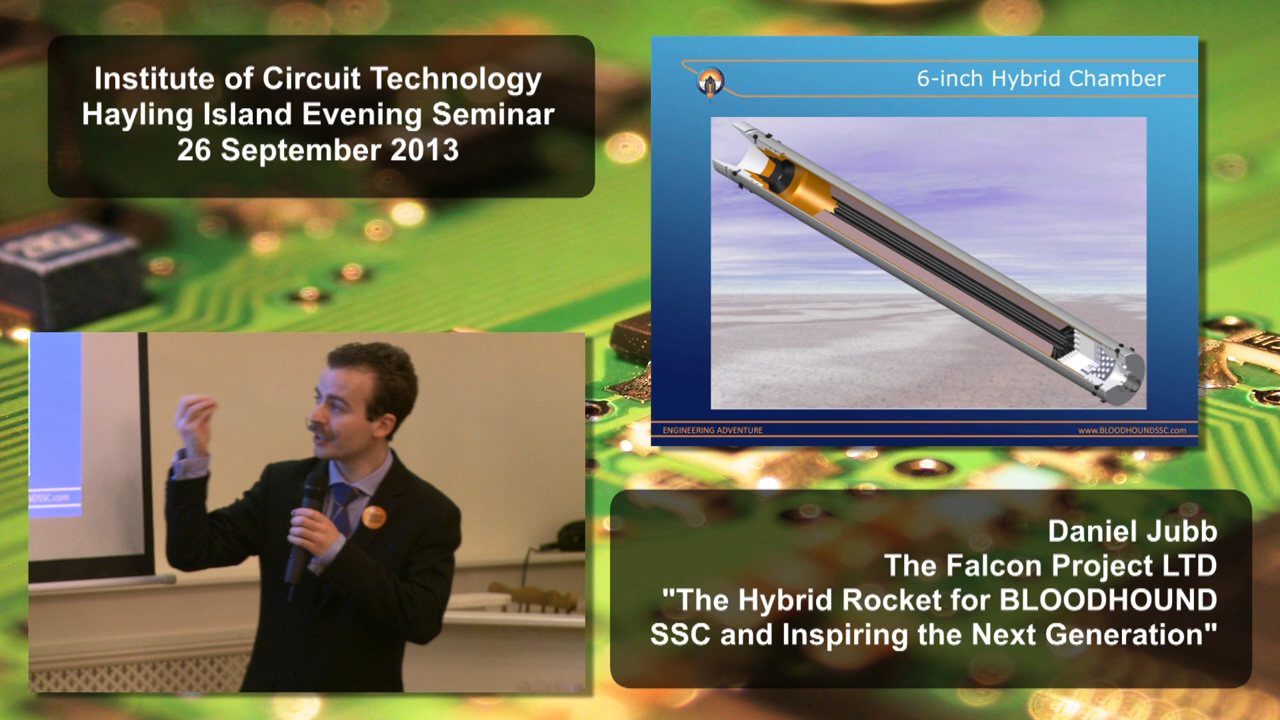 Institute of Circuit Technology
Hayling Island Evening Seminar
26 September 2013
6-inch Hybrid Chamber
ENGINEERING ADVENTURE
www.BLOODHOUNDSSC.com
Daniel Jubb
The Falcon Project LTD
"The Hybrid Rocket for BLOODHOUND
SSC and Inspiring the Next Generation"